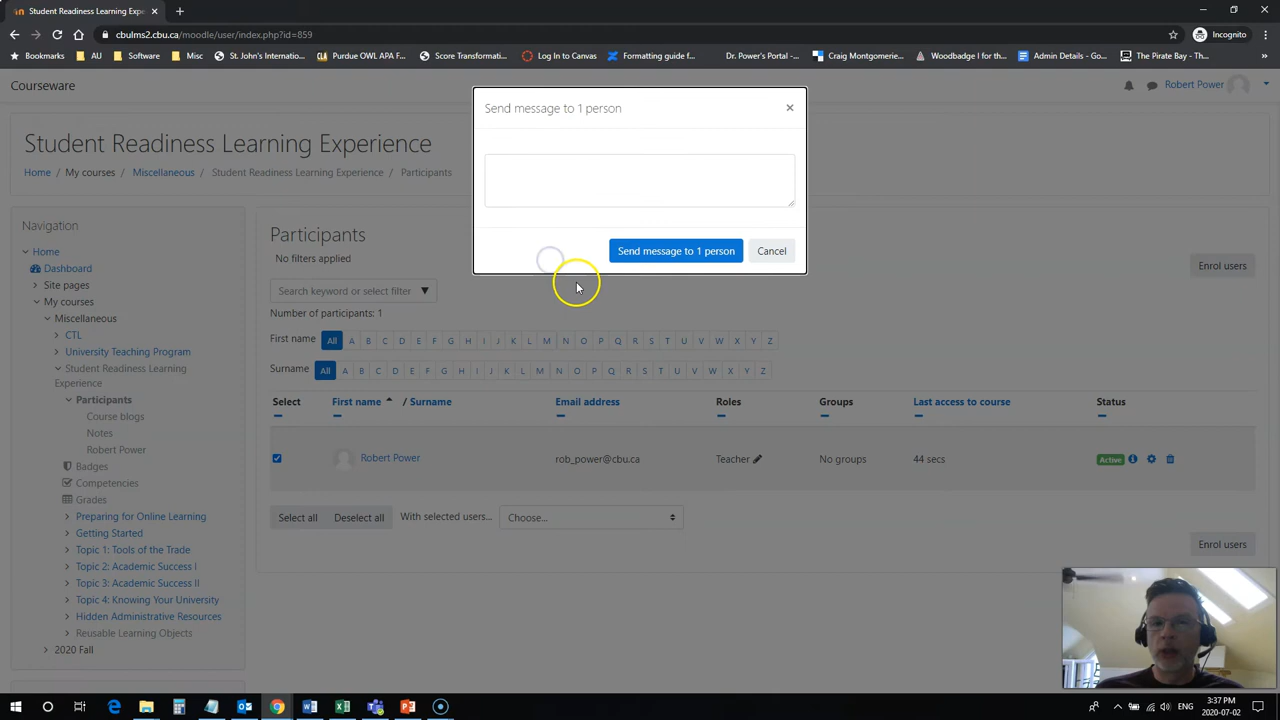 Student Readiness Learning Experience
cbulms2.cbu.ca/moodle/user/index.php?id=859
Incognito
Bookmarks
AU
Software
Misc
St. John's Internatio...
Purdue OWL APA F...
Score Transformatio...
Log In to Canvas
Formatting guide fo...
Dr. Power's Portal -...
Craig Montgomerie...
Woodbadge I for th...
Admin Details - Go...
The Pirate Bay - Th...
Courseware
Robert Power
Student Readiness Learning Experience
Home / My courses / Miscellaneous / Student Readiness Learning Experience / Participants
Send message to 1 person
×
Send message to 1 person
Cancel
Navigation
Home
Dashboard
Site pages
My courses
Miscellaneous
CTL
University Teaching Program
Student Readiness Learning
Experience
Participants
Course blogs
Notes
Robert Power
Badges
Competencies
Grades
Preparing for Online Learning
Getting Started
Topic 1: Tools of the Trade
Topic 2: Academic Success I
Topic 3: Academic Success II
Topic 4: Knowing Your University
Hidden Administrative Resources
Reusable Learning Objects
2020 Fall
Participants
No filters applied
Enrol users
Search keyword or select filter ▼
Number of participants: 1
First name All A B C D E F G H I J K L M N O P Q R S T U V W X Y Z
Surname All A B C D E F G H I J K L M N O P Q R S T U V W X Y Z
Select First name / Surname Email address Roles Groups Last access to course Status
Robert Power rob_power@cbu.ca Teacher No groups 44 secs Active
Select all Deselect all With selected users... Choose...
Enrol users
ENG
3:37 PM
2020-07-02